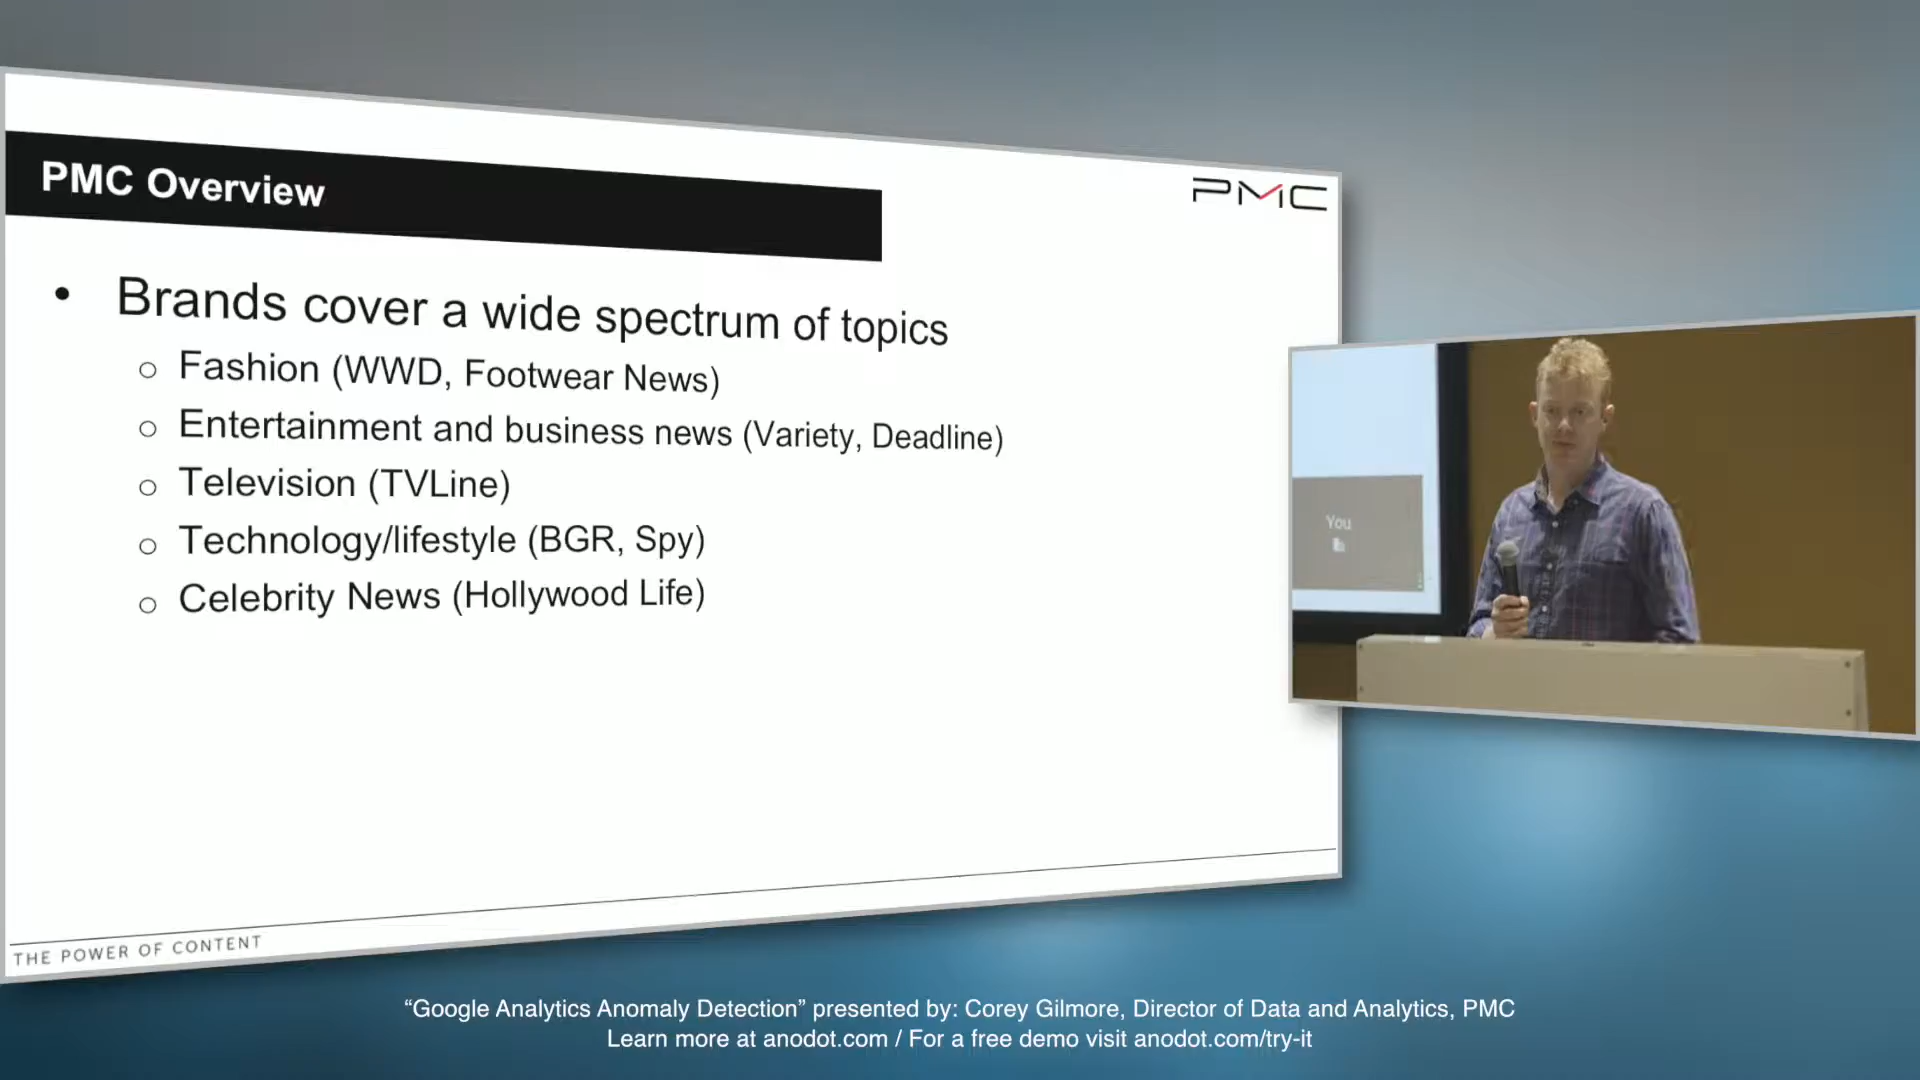 PMC Overview
PMC
• Brands cover a wide spectrum of topics
○ Fashion (WWD, Footwear News)
○ Entertainment and business news (Variety, Deadline)
○ Television (TVLine)
○ Technology/lifestyle (BGR, Spy)
○ Celebrity News (Hollywood Life)
You
THE POWER OF CONTENT
“Google Analytics Anomaly Detection” presented by: Corey Gilmore, Director of Data and Analytics, PMC
Learn more at anodot.com / For a free demo visit anodot.com/try-it